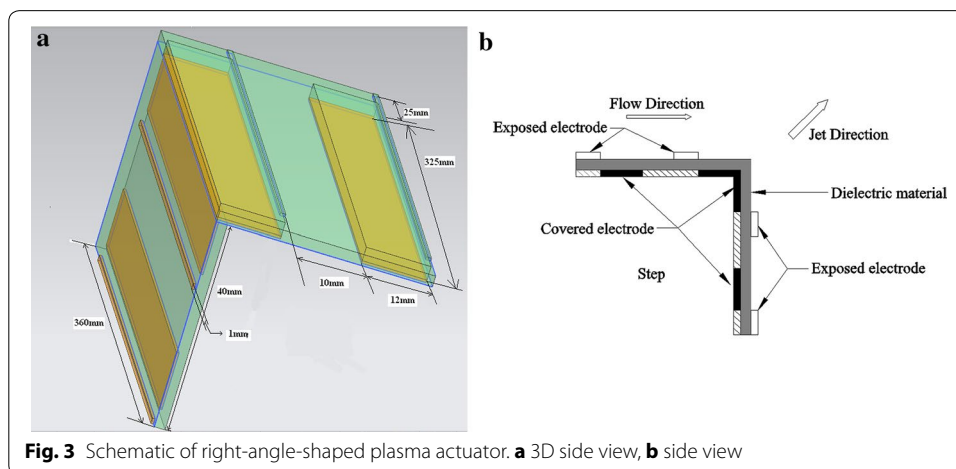 a
25mm
325mm
10mm
12mm
40mm
1mm
360mm
b
Flow Direction
Exposed electrode
Jet Direction
Dielectric material
Covered electrode
Step
Exposed electrode
Fig. 3 Schematic of right-angle-shaped plasma actuator. a 3D side view, b side view